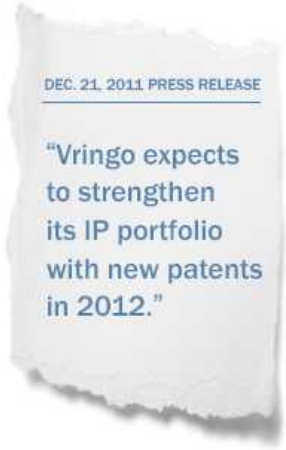 DEC. 21, 2011 PRESS RELEASE
“Vringo expects
to strengthen
its IP portfolio
with new patents
in 2012.”